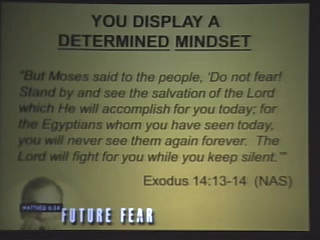 YOU DISPLAY A
DETERMINED MINDSET
"But Moses said to the people, 'Do not fear!
Stand by and see the salvation of the Lord
which He will accomplish for you today; for
the Egyptians whom you have seen today,
you will never see them again forever. The
Lord will fight for you while you keep silent.'"
Exodus 14:13-14 (NAS)
MATTHEW 6:34
FUTURE FEAR